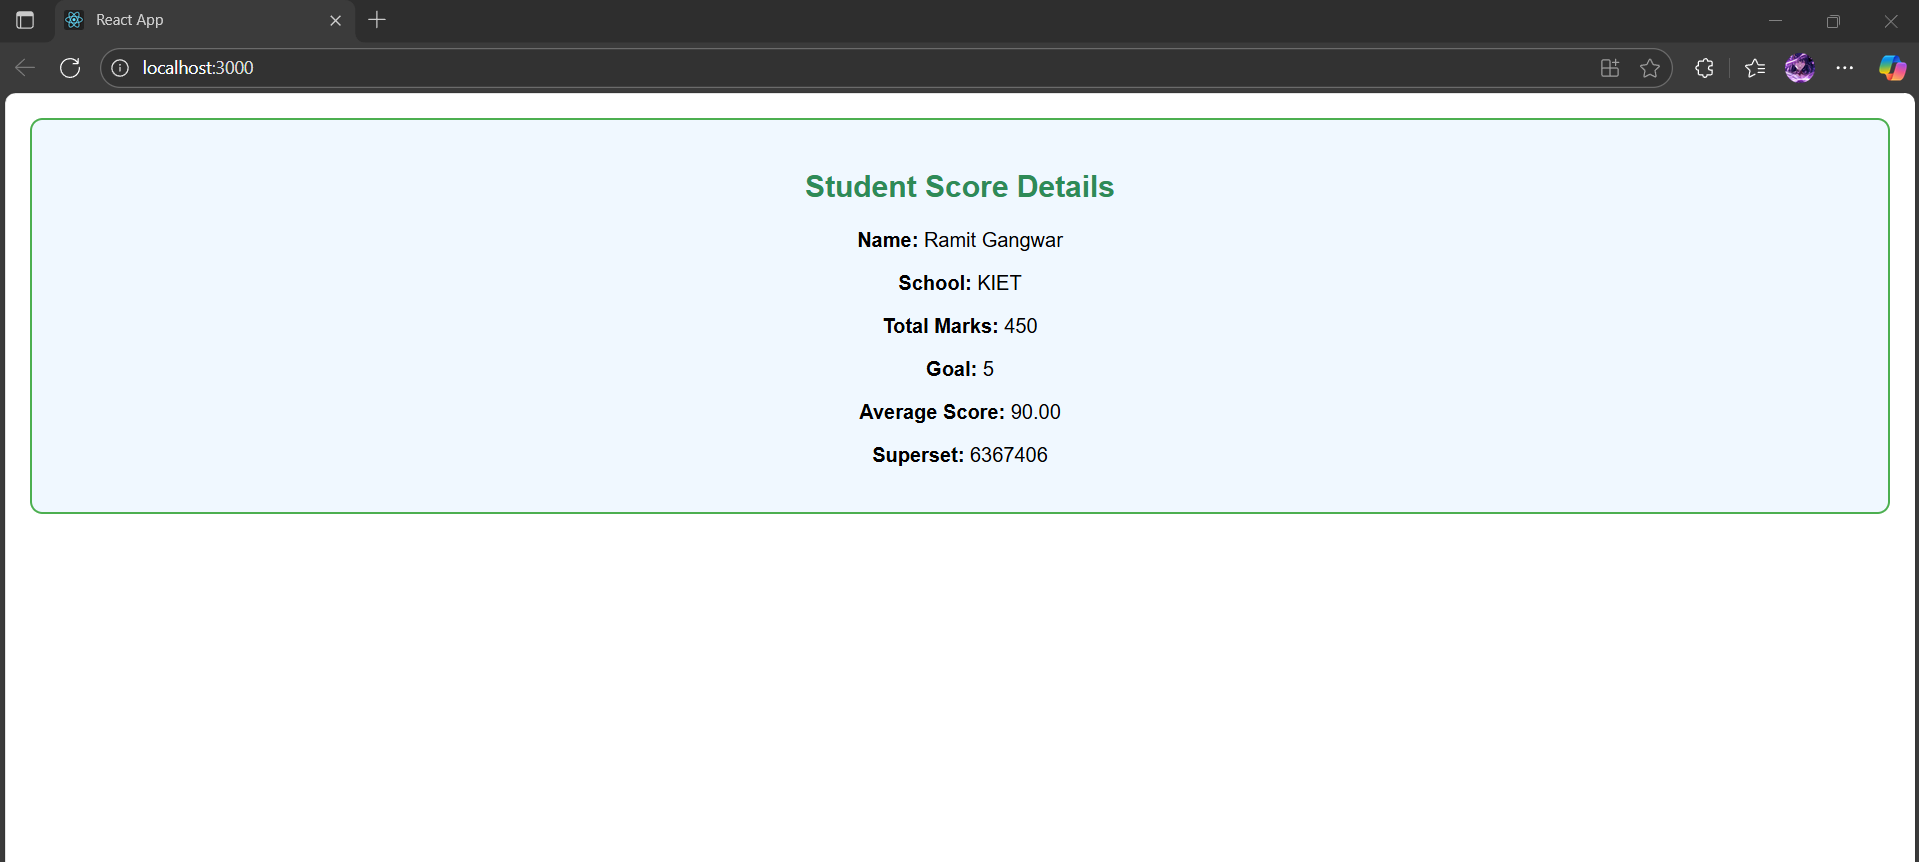 React App
localhost:3000
Student Score Details
Name: Ramit Gangwar
School: KIET
Total Marks: 450
Goal: 5
Average Score: 90.00
Superset: 6367406